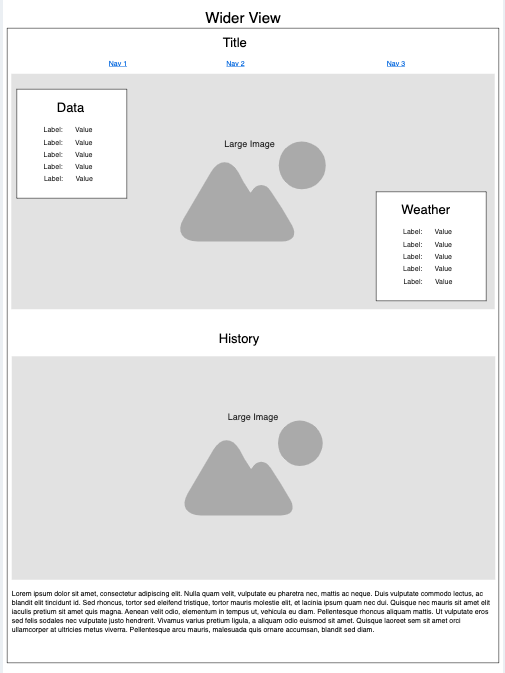 Wider View
Title
Nav 1 Nav 2 Nav 3
Data
Label: Value
Label: Value
Label: Value
Label: Value
Label: Value
Large Image
Weather
Label: Value
Label: Value
Label: Value
Label: Value
Label: Value
History
Large Image
Lorem ipsum dolor sit amet, consectetur adipiscing elit. Nulla quam velit, vulputate eu pharetra nec, mattis ac neque. Duis vulputate commodo lectus, ac
blandit elit tincidunt id. Sed rhoncus, tortor sed eleifend tristique, tortor mauris molestie elit, et lacinia ipsum quam nec dui. Quisque nec mauris sit amet elit
iaculis pretium sit amet quis magna. Aenean velit odio, elementum in tempus ut, vehicula eu diam. Pellentesque rhoncus aliquam mattis. Ut vulputate eros
sed felis sodales nec vulputate justo hendrerit. Vivamus varius pretium ligula, a aliquam odio euismod sit amet. Quisque laoreet sem sit amet orci
ullamcorper at ultricies metus viverra. Pellentesque arcu mauris, malesuada quis ornare accumsan, blandit sed diam.